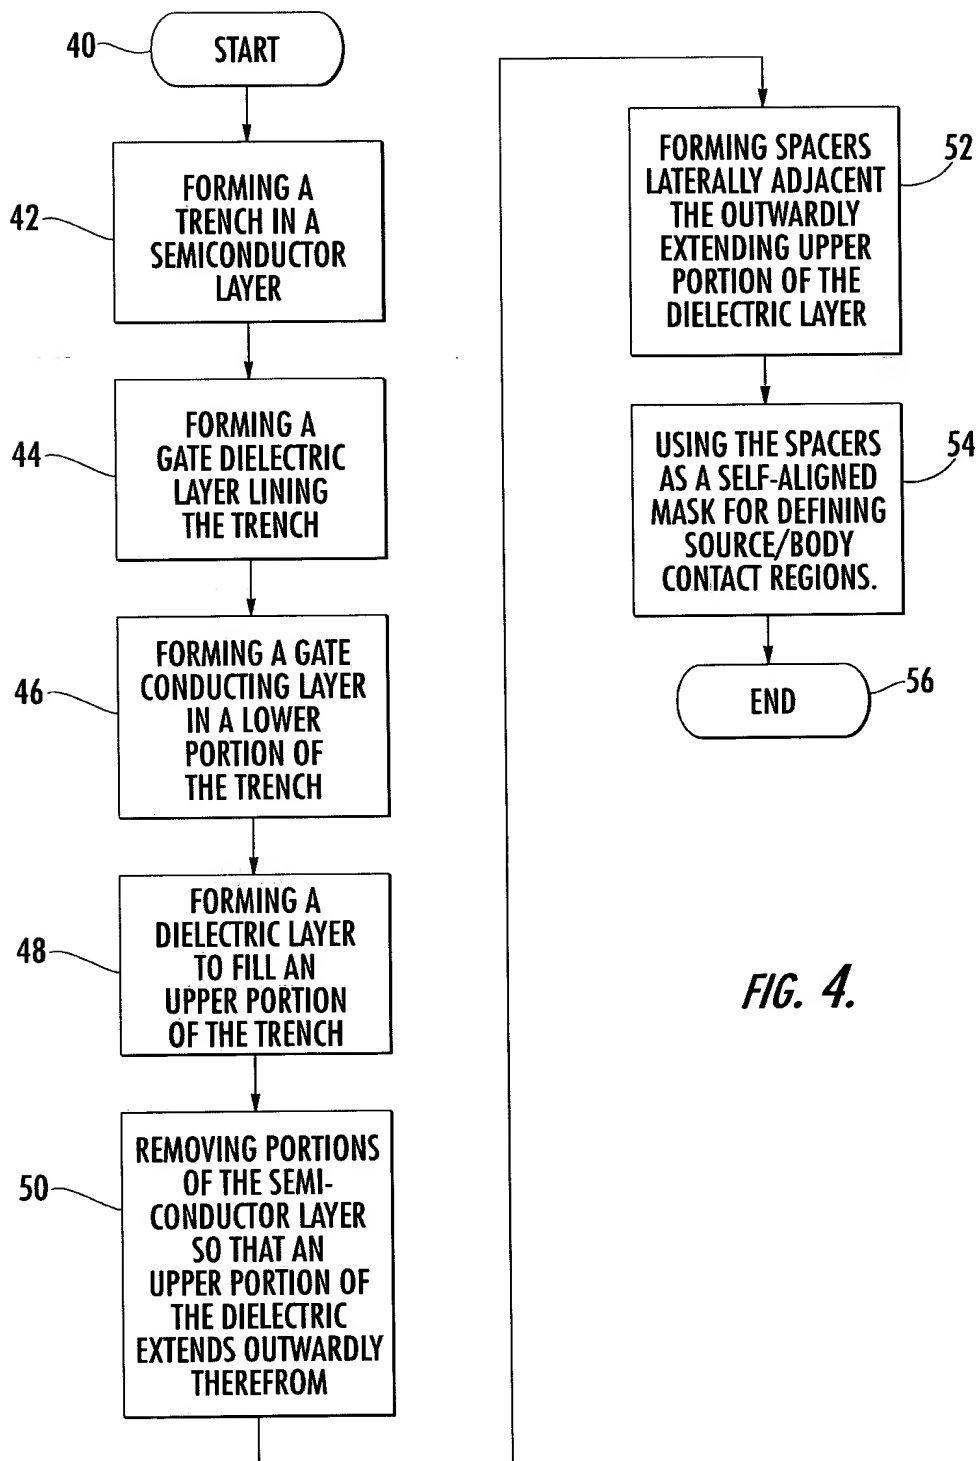 40
START
42
FORMING A
TRENCH IN A
SEMICONDUCTOR
LAYER
44
FORMING A
GATE DIELECTRIC
LAYER LINING
THE TRENCH
46
FORMING A GATE
CONDUCTING LAYER
IN A LOWER
PORTION OF
THE TRENCH
48
FORMING A
DIELECTRIC LAYER
TO FILL AN
UPPER PORTION
OF THE TRENCH
50
REMOVING PORTIONS
OF THE SEMI-
CONDUCTOR LAYER
SO THAT AN
UPPER PORTION OF
THE DIELECTRIC
EXTENDS OUTWARDLY
THEREFROM
52
FORMING SPACERS
LATERALLY ADJACENT
THE OUTWARDLY
EXTENDING UPPER
PORTION OF THE
DIELECTRIC LAYER
54
USING THE SPACERS
AS A SELF-ALIGNED
MASK FOR DEFINING
SOURCE/BODY
CONTACT REGIONS.
56
END
FIG. 4.